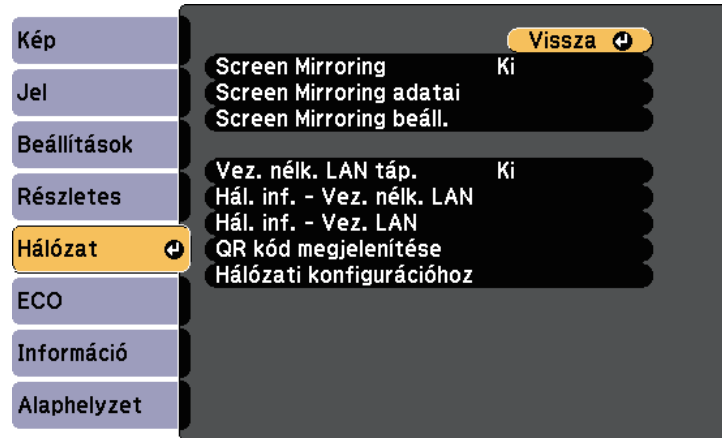 Kép
Jel
Beállítások
Részletes
Hálózat
ECO
Információ
Alaphelyzet
Vissza
Screen Mirroring Ki
Screen Mirroring adatai
Screen Mirroring beáll.
Vez. nélk. LAN táp. Ki
Hál. inf. - Vez. nélk. LAN
Hál. inf. - Vez. LAN
QR kód megjelenítése
Hálózati konfigurációhoz